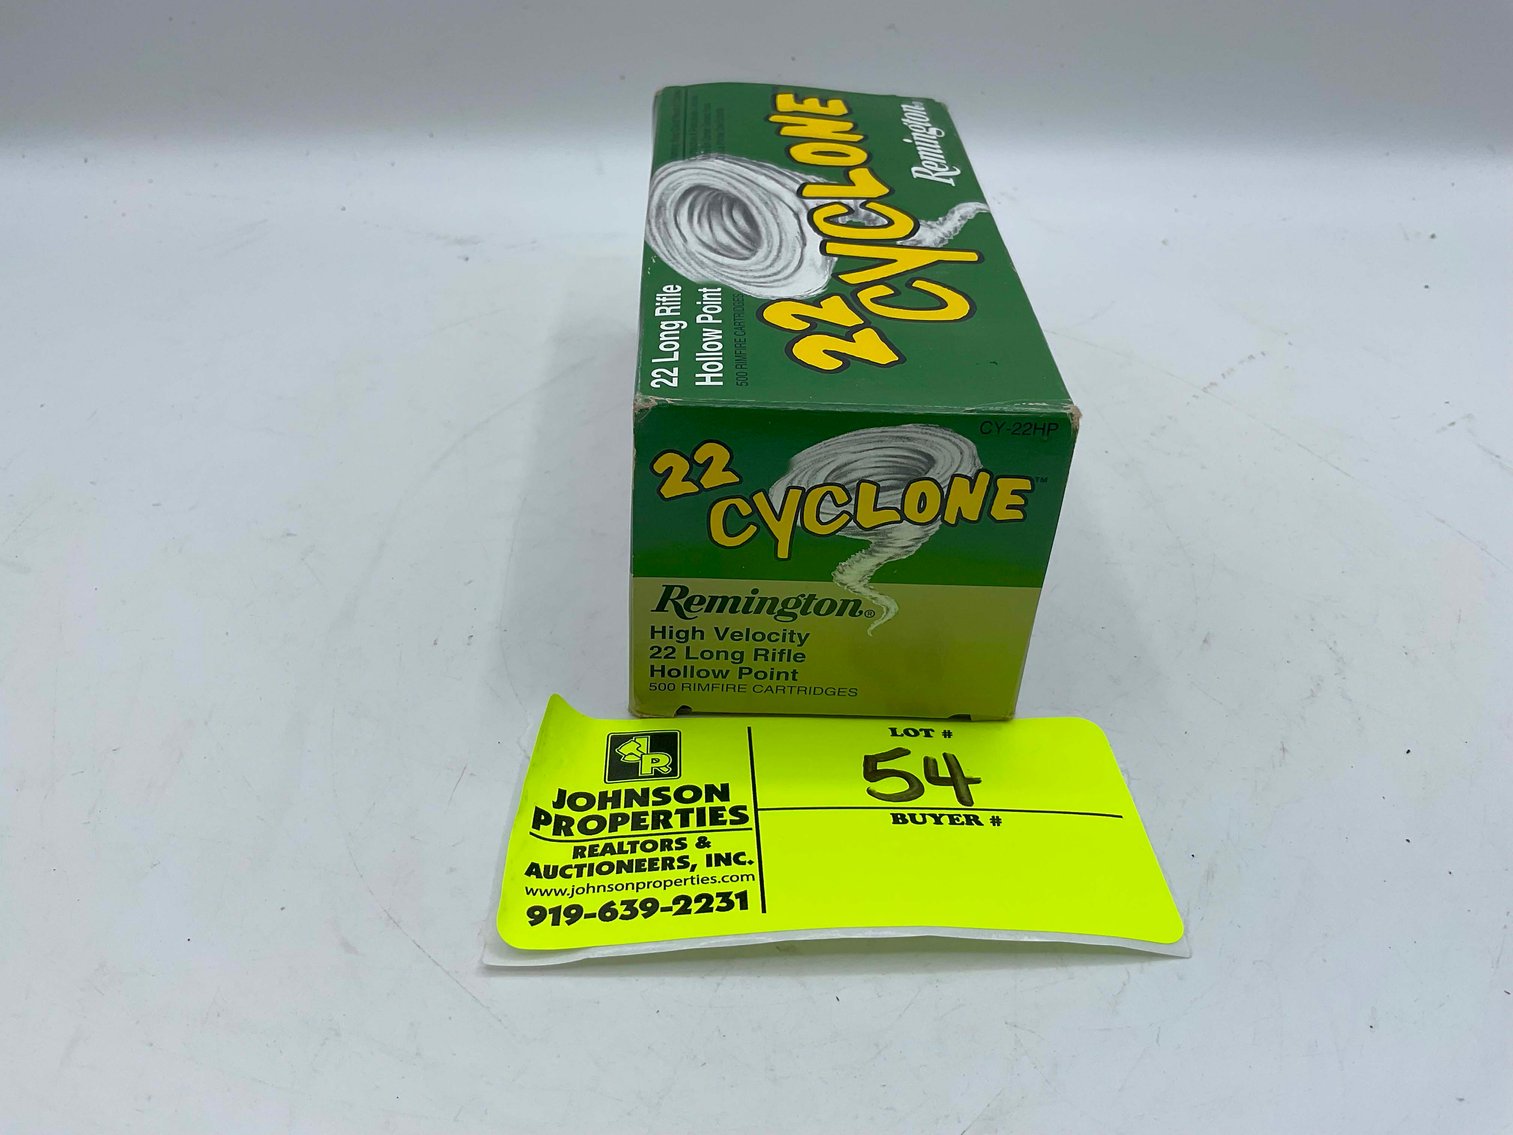 22 CYCLONE
Remington®
22 Long Rifle
Hollow Point
500 RIMFIRE CARTRIDGES
CY-22HP
22
CYCLONE™
Remington®
High Velocity
22 Long Rifle
Hollow Point
500 RIMFIRE CARTRIDGES
JR
JOHNSON
PROPERTIES
REALTORS &
AUCTIONEERS, INC.
www.johnsonproperties.com
919-639-2231
LOT #
54
BUYER #